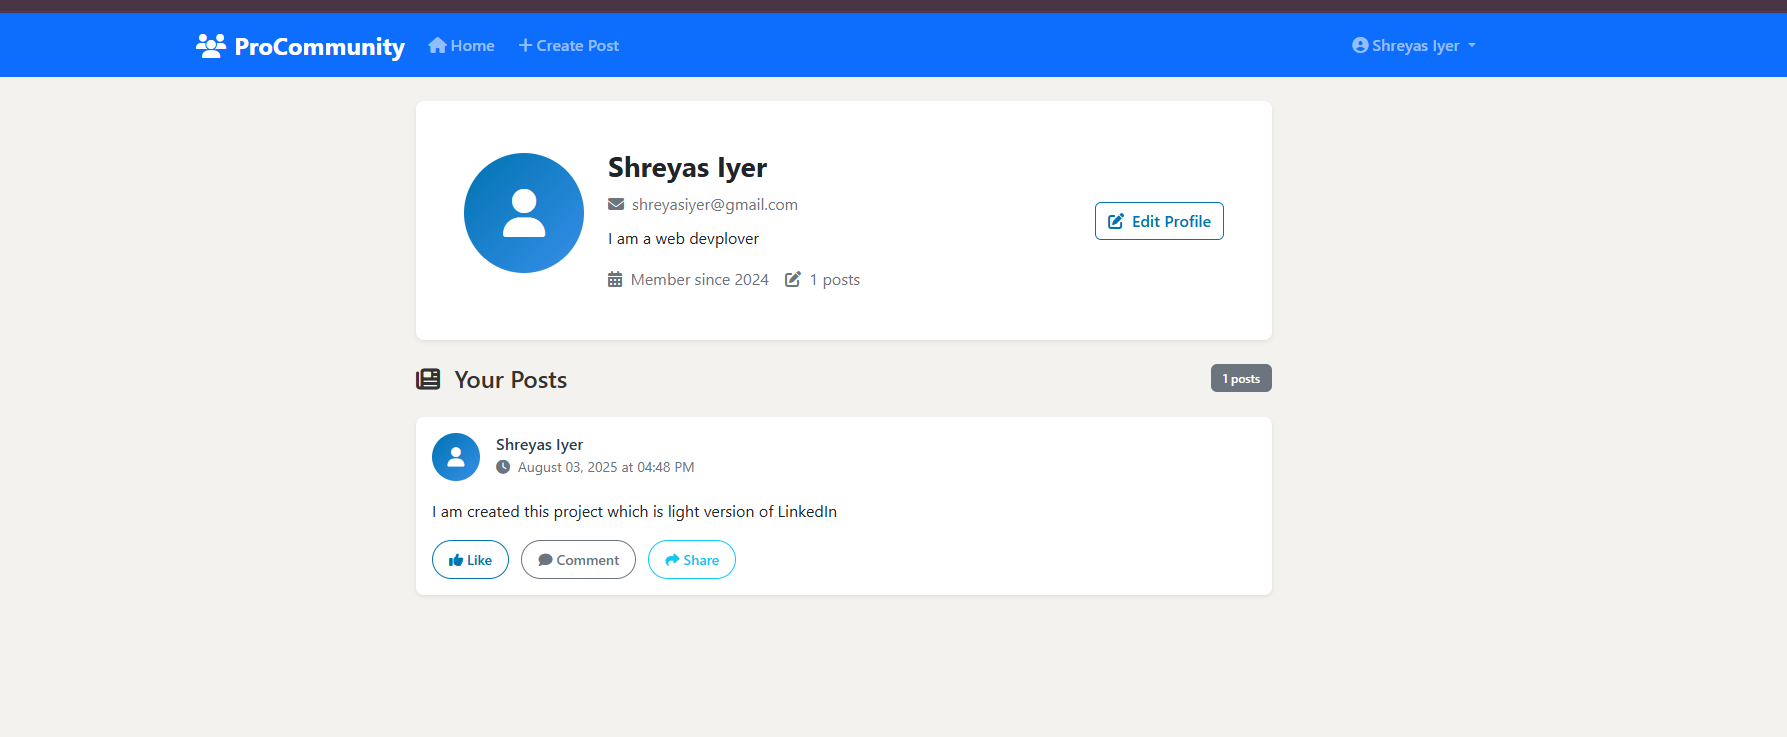 ProCommunity Home Create Post Shreyas Iyer
Shreyas Iyer
shreyasiyer@gmail.com
I am a web devplover
Edit Profile
Member since 2024 1 posts
Your Posts
1 posts
Shreyas Iyer
August 03, 2025 at 04:48 PM
I am created this project which is light version of LinkedIn
Like Comment Share